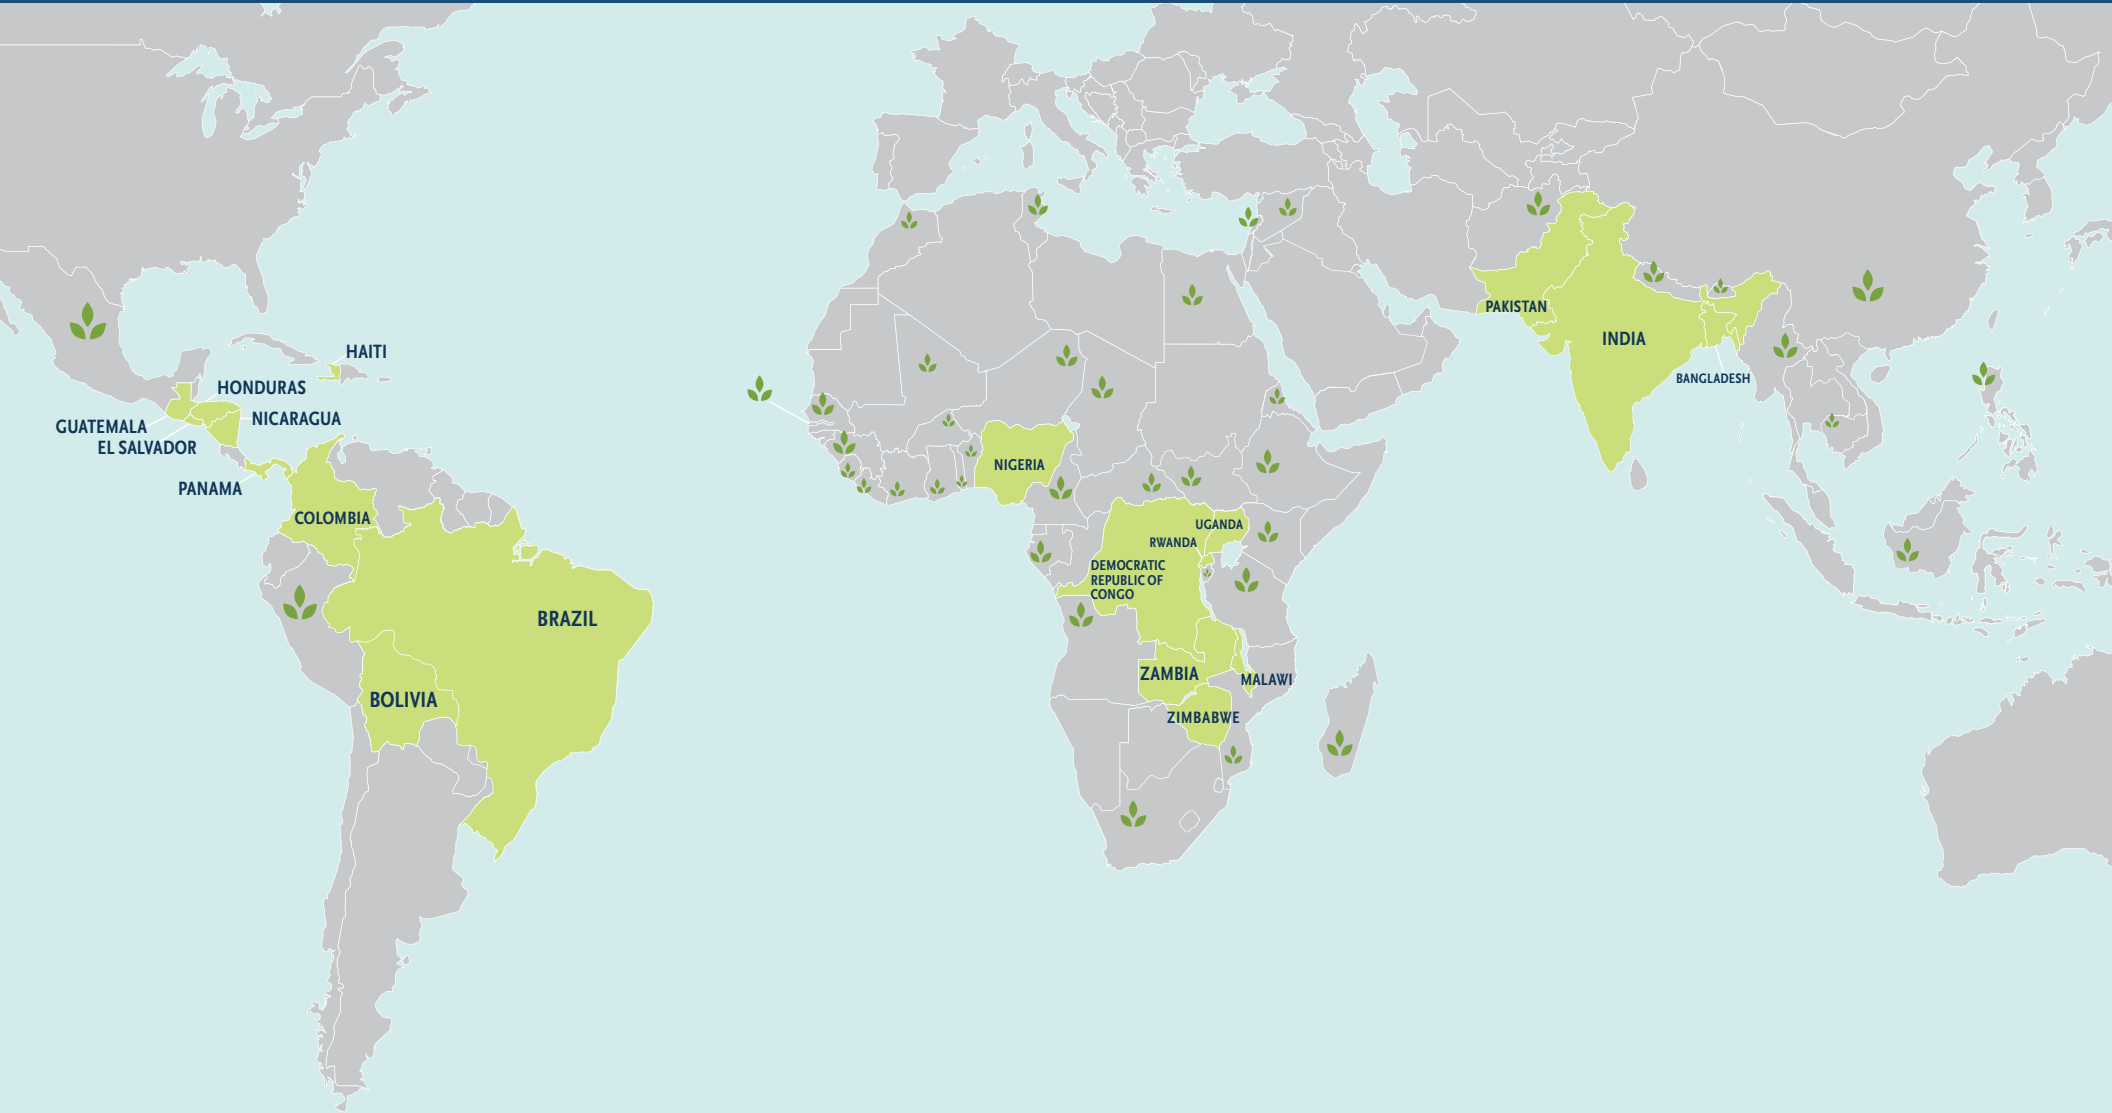 HAITI
HONDURAS
NICARAGUA
GUATEMALA
EL SALVADOR
PANAMA
COLOMBIA
BRAZIL
BOLIVIA
NIGERIA
UGANDA
RWANDA
DEMOCRATIC
REPUBLIC OF
CONGO
ZAMBIA
MALAWI
ZIMBABWE
PAKISTAN
INDIA
BANGLADESH